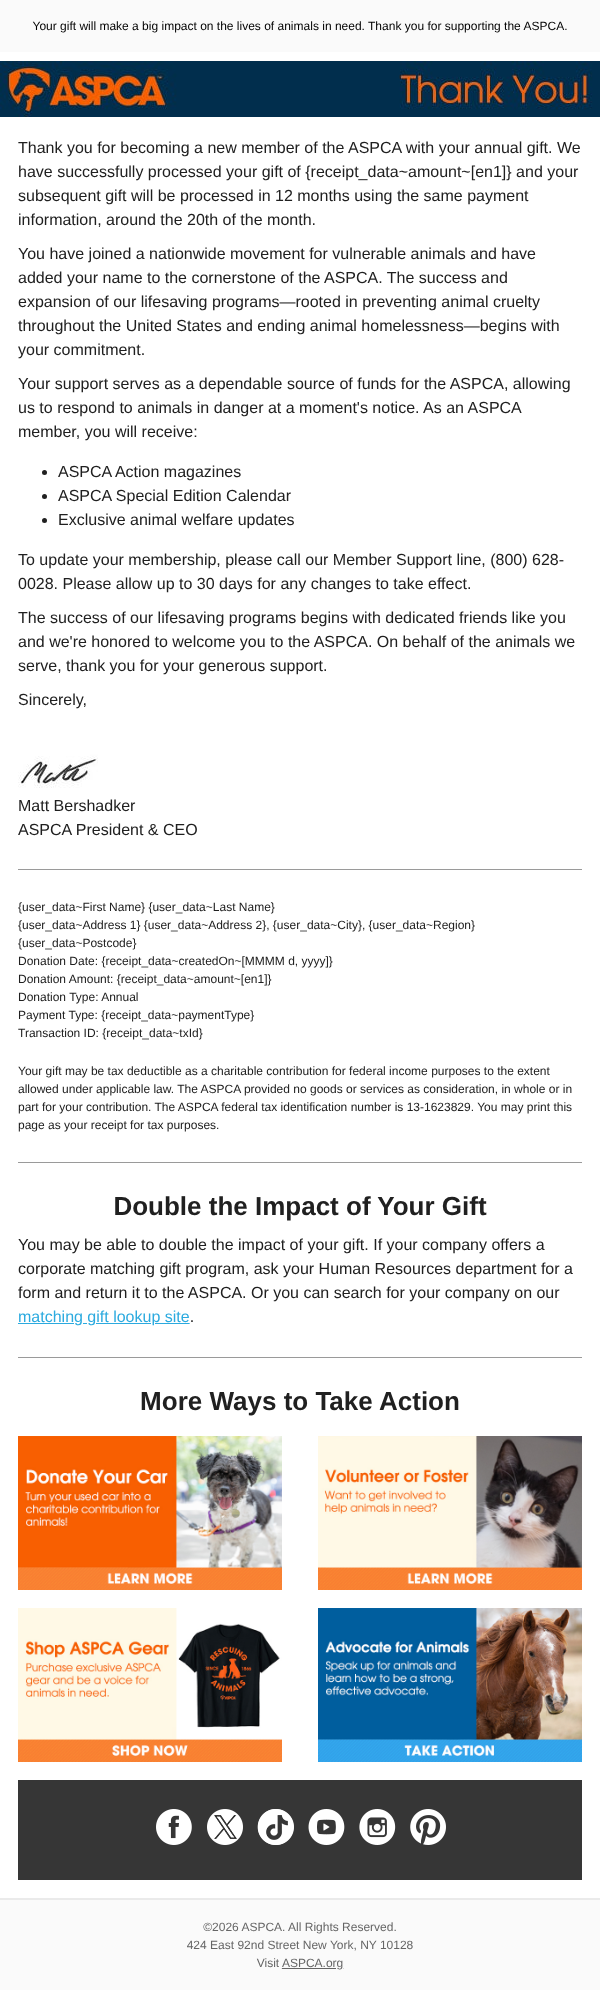 Your gift will make a big impact on the lives of animals in need. Thank you for supporting the ASPCA.
ASPCA
Thank You!
Thank you for becoming a new member of the ASPCA with your annual gift. We
have successfully processed your gift of {receipt_data~amount~[en1]} and your
subsequent gift will be processed in 12 months using the same payment
information, around the 20th of the month.
You have joined a nationwide movement for vulnerable animals and have
added your name to the cornerstone of the ASPCA. The success and
expansion of our lifesaving programs—rooted in preventing animal cruelty
throughout the United States and ending animal homelessness—begins with
your commitment.
Your support serves as a dependable source of funds for the ASPCA, allowing
us to respond to animals in danger at a moment's notice. As an ASPCA
member, you will receive:
• ASPCA Action magazines
• ASPCA Special Edition Calendar
• Exclusive animal welfare updates
To update your membership, please call our Member Support line, (800) 628-
0028. Please allow up to 30 days for any changes to take effect.
The success of our lifesaving programs begins with dedicated friends like you
and we're honored to welcome you to the ASPCA. On behalf of the animals we
serve, thank you for your generous support.
Sincerely,
Matt
Matt Bershadker
ASPCA President & CEO
{user_data~First Name} {user_data~Last Name}
{user_data~Address 1} {user_data~Address 2}, {user_data~City}, {user_data~Region}
{user_data~Postcode}
Donation Date: {receipt_data~createdOn~[MMMM d, yyyy]}
Donation Amount: {receipt_data~amount~[en1]}
Donation Type: Annual
Payment Type: {receipt_data~paymentType}
Transaction ID: {receipt_data~txId}
Your gift may be tax deductible as a charitable contribution for federal income purposes to the extent
allowed under applicable law. The ASPCA provided no goods or services as consideration, in whole or in
part for your contribution. The ASPCA federal tax identification number is 13-1623829. You may print this
page as your receipt for tax purposes.
Double the Impact of Your Gift
You may be able to double the impact of your gift. If your company offers a
corporate matching gift program, ask your Human Resources department for a
form and return it to the ASPCA. Or you can search for your company on our
matching gift lookup site.
More Ways to Take Action
Donate Your Car
Turn your used car into a
charitable contribution for
animals!
LEARN MORE
Volunteer or Foster
Want to get involved to
help animals in need?
LEARN MORE
Shop ASPCA Gear
Purchase exclusive ASPCA
gear and be a voice for
animals in need.
RESCUING
ANIMALS
ASPCA
SHOP NOW
Advocate for Animals
Speak up for animals and
learn how to be a strong,
effective advocate.
TAKE ACTION
©2026 ASPCA. All Rights Reserved.
424 East 92nd Street New York, NY 10128
Visit ASPCA.org